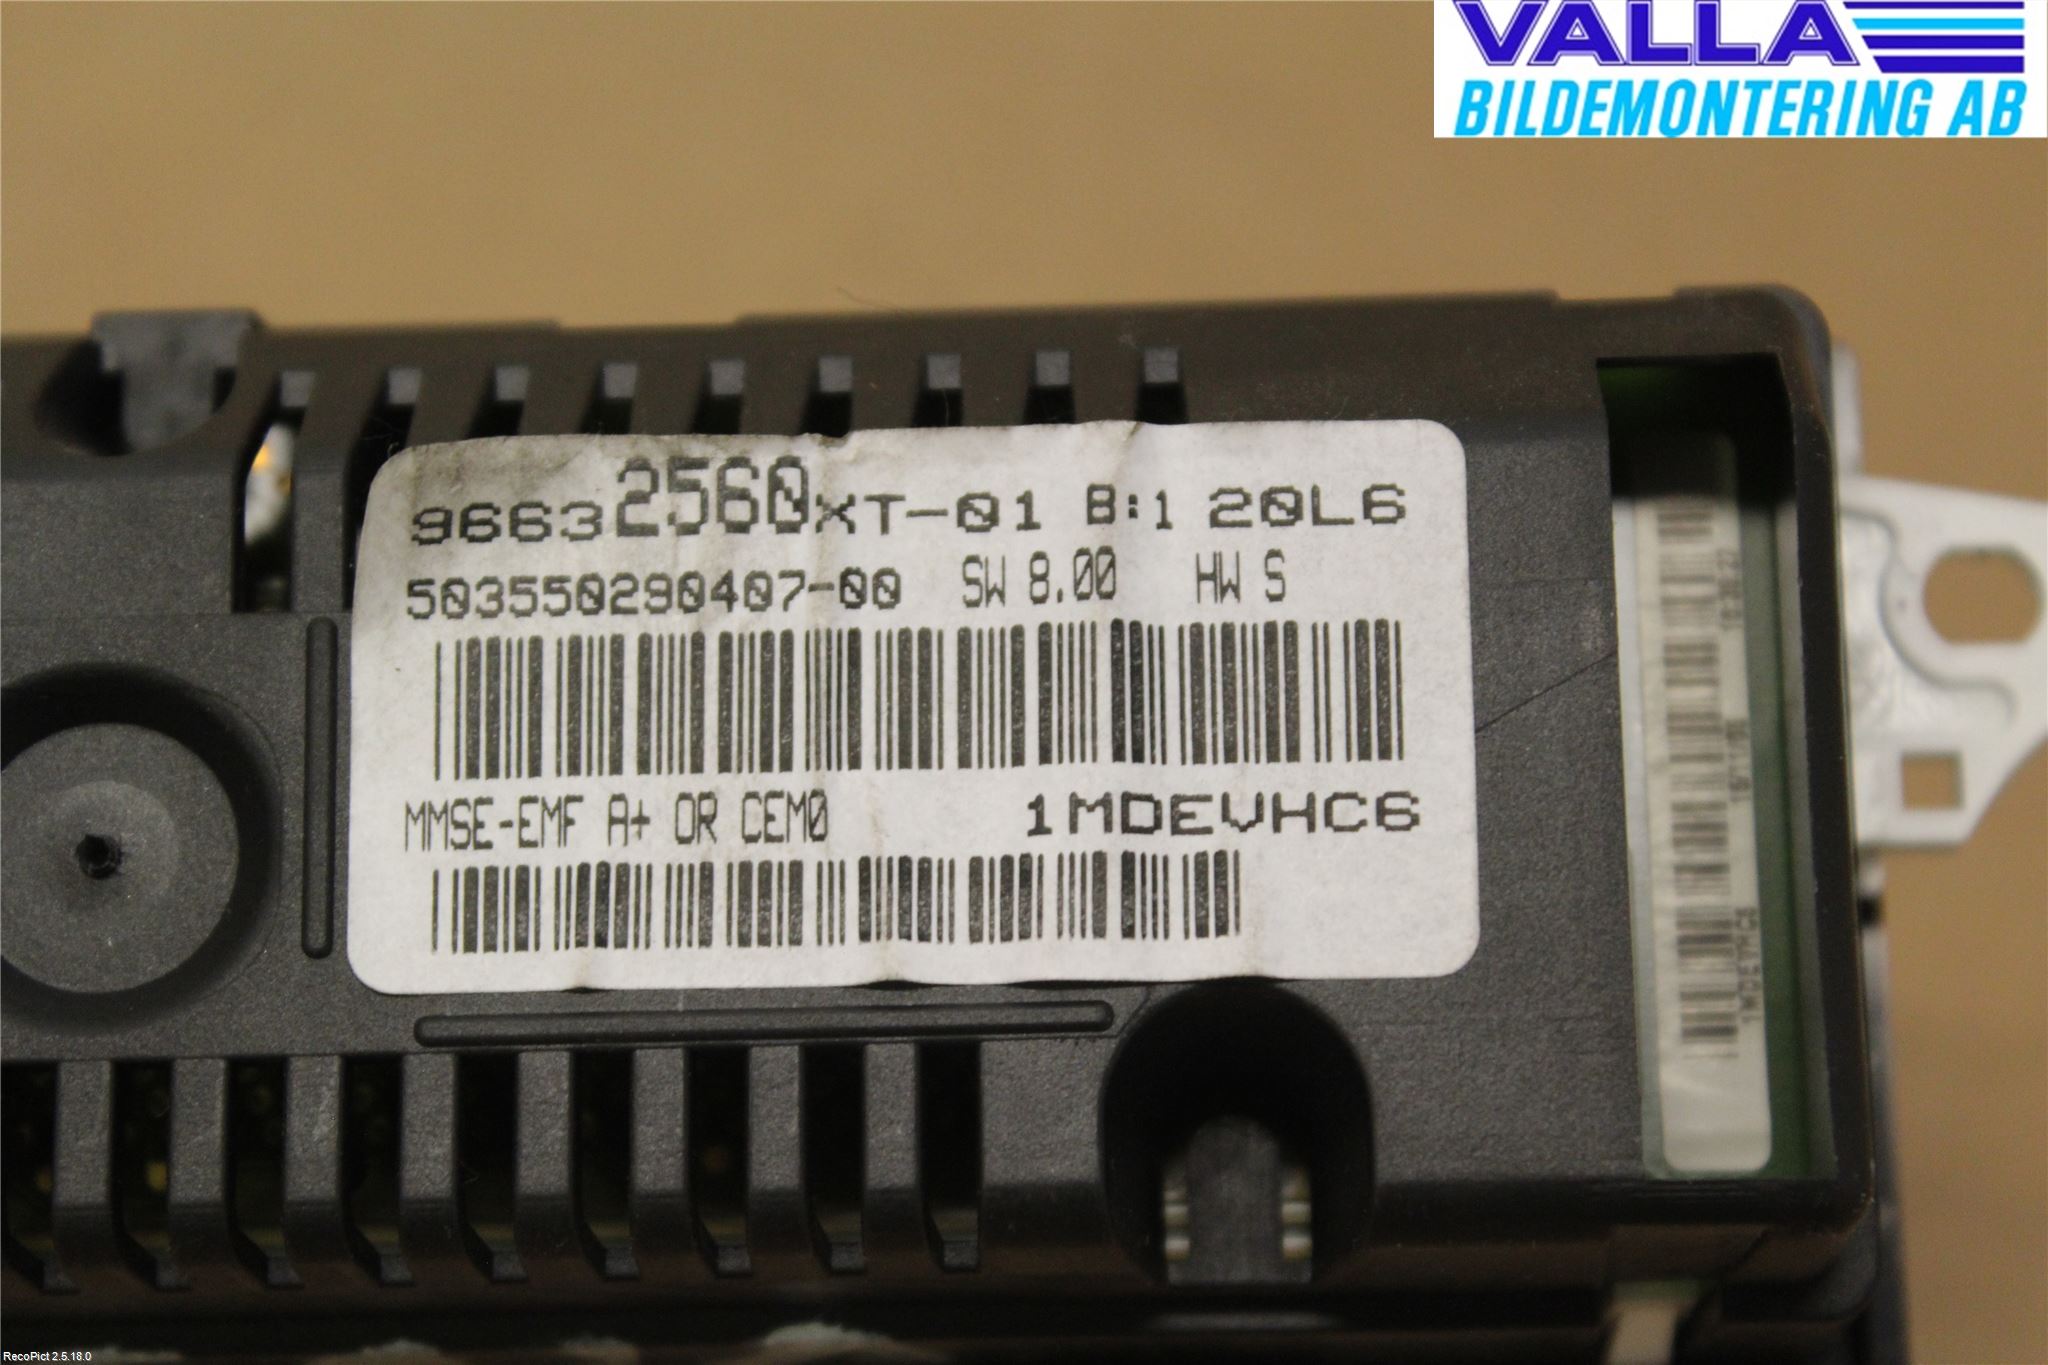 VALLA
BILDEMONTERING AB
96632560XT-01 B:1 20L6
503550290407-00 SW 8.00 HW S
MMSE-EMF A+ OR CEM0 1MDEVHC6
RecoPict 2.5.18.0